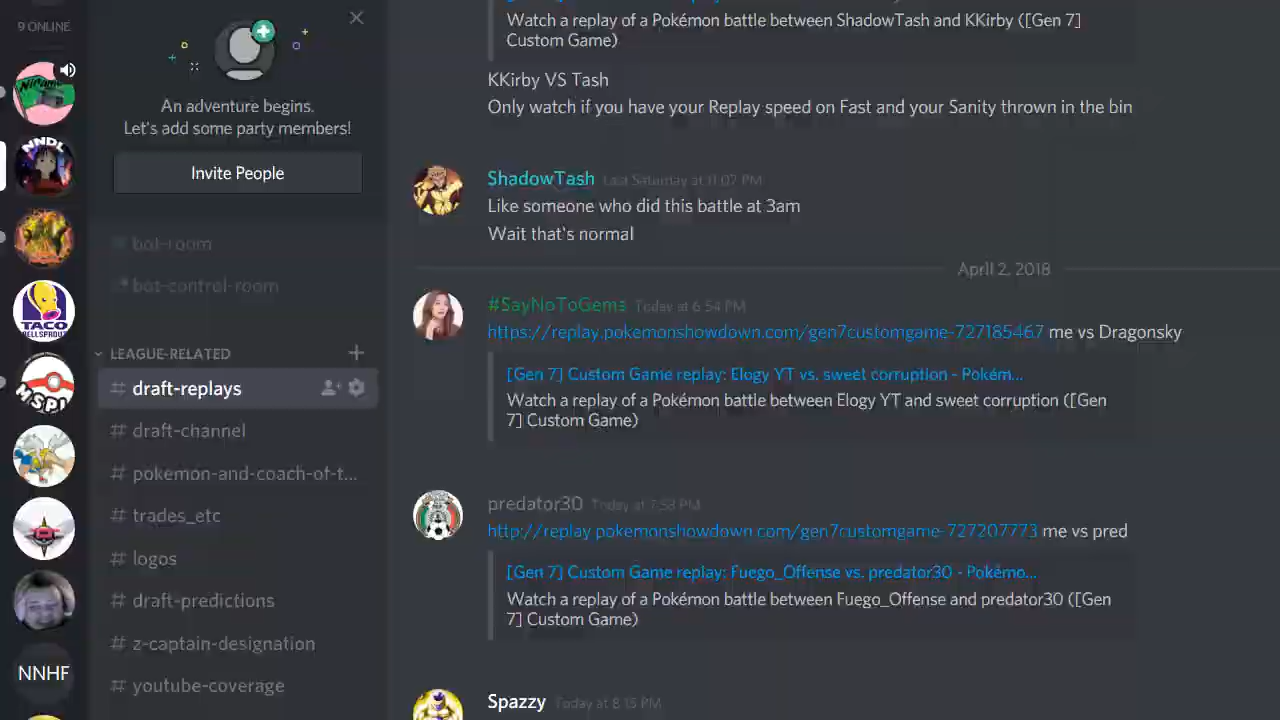 9 ONLINE
NNDL
TACO
BELLSPROUT
MSPL
NNHF
An adventure begins.
Let's add some party members!
Invite People
bot-room
bot-control-room
LEAGUE-RELATED
# draft-replays
# draft-channel
# pokemon-and-coach-of-t...
# trades_etc
# logos
# draft-predictions
# z-captain-designation
# youtube-coverage
Watch a replay of a Pokémon battle between ShadowTash and KKirby ([Gen 7]
Custom Game)
KKirby VS Tash
Only watch if you have your Replay speed on Fast and your Sanity thrown in the bin
ShadowTash Last Saturday at 11:07 PM
Like someone who did this battle at 3am
Wait that's normal
April 2, 2018
#SayNoToGems Today at 6:54 PM
https://replay.pokemonshowdown.com/gen7customgame-727185467 me vs Dragonsky
[Gen 7] Custom Game replay: Elogy YT vs. sweet corruption - Pokém...
Watch a replay of a Pokémon battle between Elogy YT and sweet corruption ([Gen
7] Custom Game)
predator30 Today at 7:53 PM
http://replay.pokemonshowdown.com/gen7customgame-727207773 me vs pred
[Gen 7] Custom Game replay: Fuego_Offense vs. predator30 - Pokémo...
Watch a replay of a Pokémon battle between Fuego_Offense and predator30 ([Gen
7] Custom Game)
Spazzy Today at 8:15 PM